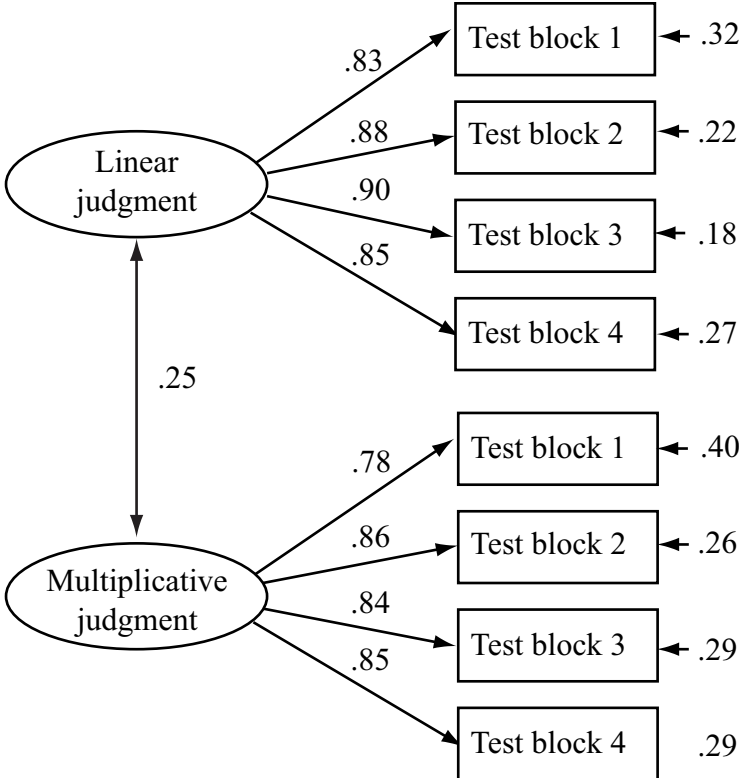 Test block 1
.32
.83
Test block 2
.22
.88
Linear
judgment
.90
Test block 3
.18
.85
Test block 4
.27
.25
Test block 1
.40
.78
Test block 2
.26
.86
Multiplicative
judgment
.84
Test block 3
.29
.85
Test block 4
.29